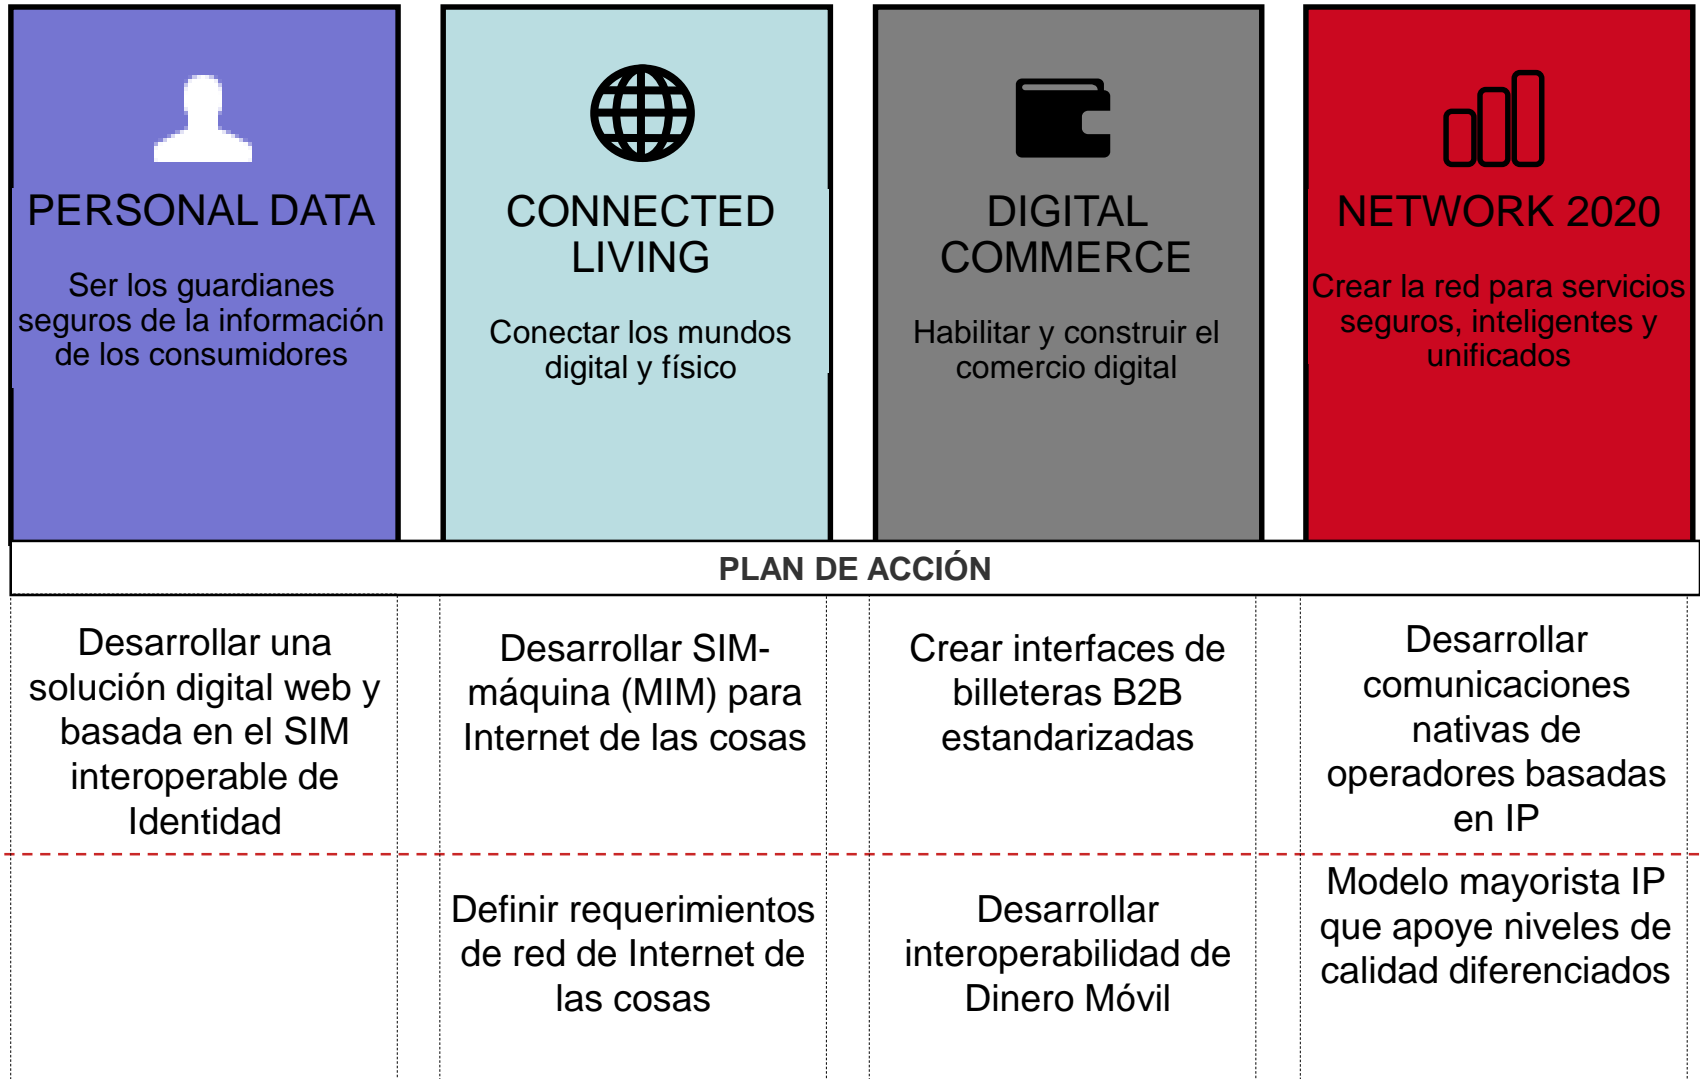 PERSONAL DATA
Ser los guardianes
seguros de la información
de los consumidores
CONNECTED
LIVING
Conectar los mundos
digital y físico
DIGITAL
COMMERCE
Habilitar y construir el
comercio digital
NETWORK 2020
Crear la red para servicios
seguros, inteligentes y
unificados
PLAN DE ACCIÓN
Desarrollar una
solución digital web y
basada en el SIM
interoperable de
Identidad
Desarrollar SIM-
máquina (MIM) para
Internet de las cosas
Crear interfaces de
billeteras B2B
estandarizadas
Desarrollar
comunicaciones
nativas de
operadores basadas
en IP
Definir requerimientos
de red de Internet de
las cosas
Desarrollar
interoperabilidad de
Dinero Móvil
Modelo mayorista IP
que apoye niveles de
calidad diferenciados